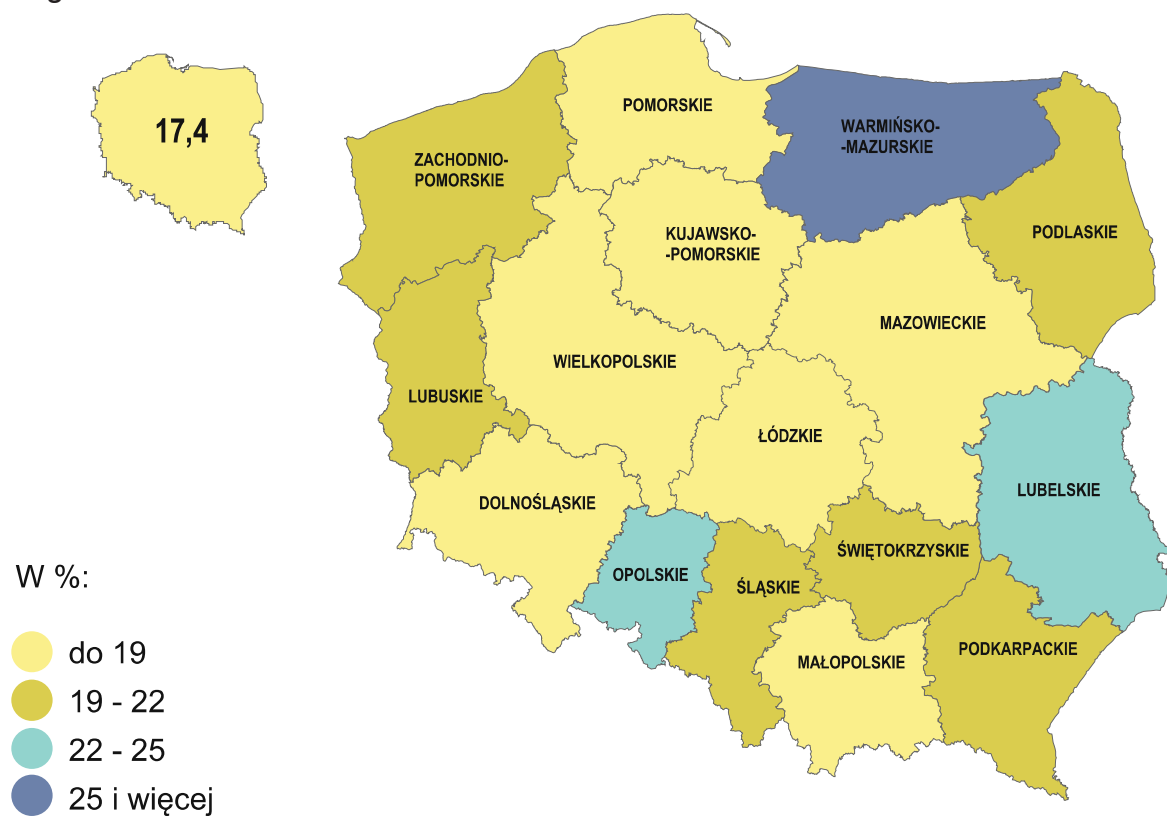 17,4
POMORSKIE
WARMIŃSKO-
-MAZURSKIE
ZACHODNIO-
POMORSKIE
KUJAWSKO-
-POMORSKIE
PODLASKIE
MAZOWIECKIE
WIELKOPOLSKIE
LUBUSKIE
ŁÓDZKIE
LUBELSKIE
DOLNOŚLĄSKIE
ŚWIĘTOKRZYSKIE
OPOLSKIE
ŚLĄSKIE
PODKARPACKIE
MAŁOPOLSKIE
W %:
do 19
19 - 22
22 - 25
25 i więcej